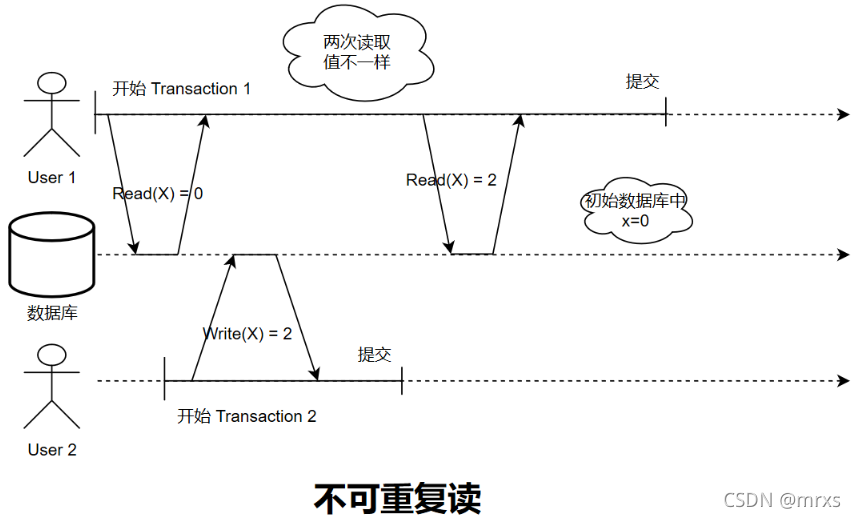 两次读取
值不一样
开始 Transaction 1
提交
User 1
Read(X) = 0
Read(X) = 2
初始数据库中
x=0
数据库
Write(X) = 2
提交
开始 Transaction 2
User 2
不可重复读
CSDN @mrxs